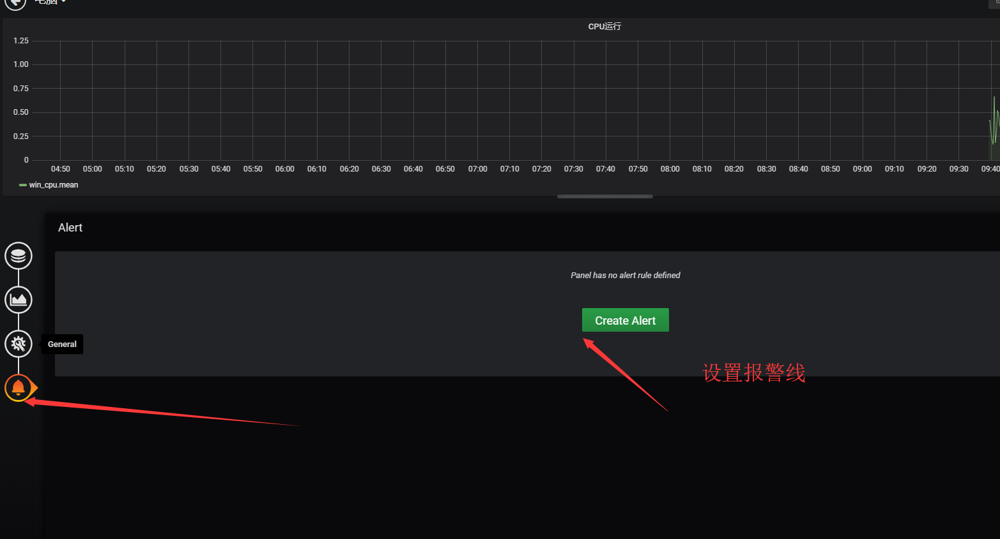 电脑
CPU运行
1.25
1.00
0.75
0.50
0.25
0
04:50 05:00 05:10 05:20 05:30 05:40 05:50 06:00 06:10 06:20 06:30 06:40 06:50 07:00 07:10 07:20 07:30 07:40 07:50 08:00 08:10 08:20 08:30 08:40 08:50 09:00 09:10 09:20 09:30 09:40
win_cpu.mean
Alert
Panel has no alert rule defined
Create Alert
General
设置报警线